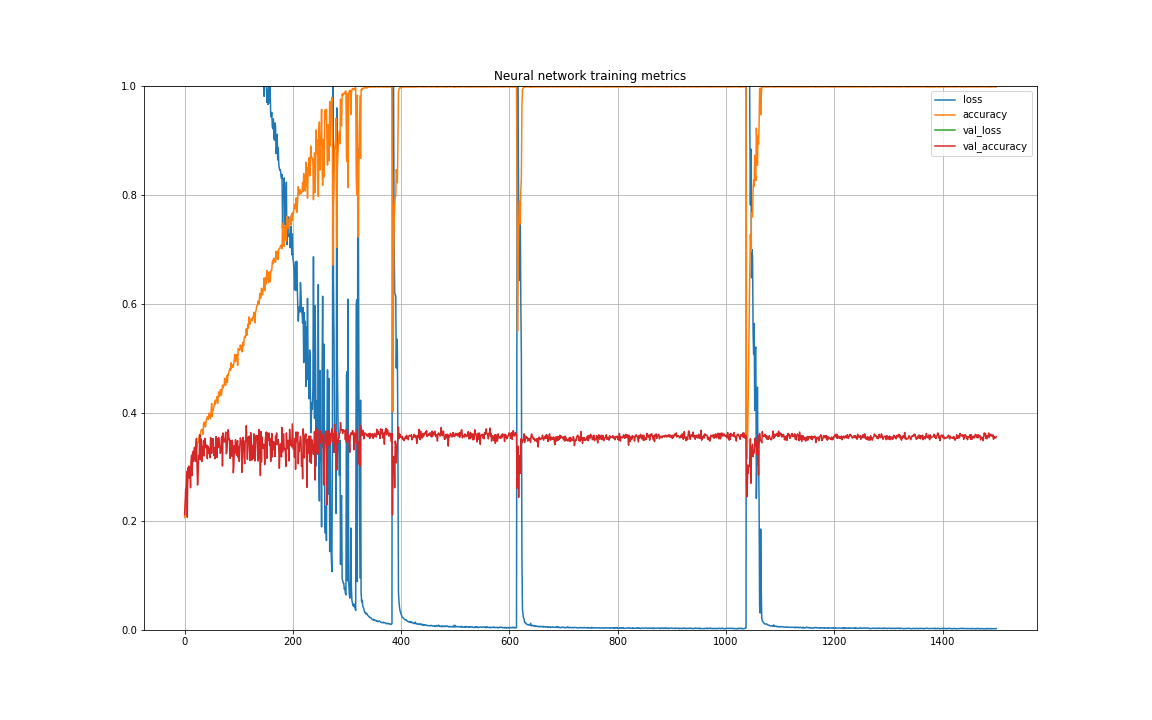 Neural network training metrics
1.0
0.8
0.6
0.4
0.2
0.0
0 200 400 600 800 1000 1200 1400
loss
accuracy
val_loss
val_accuracy